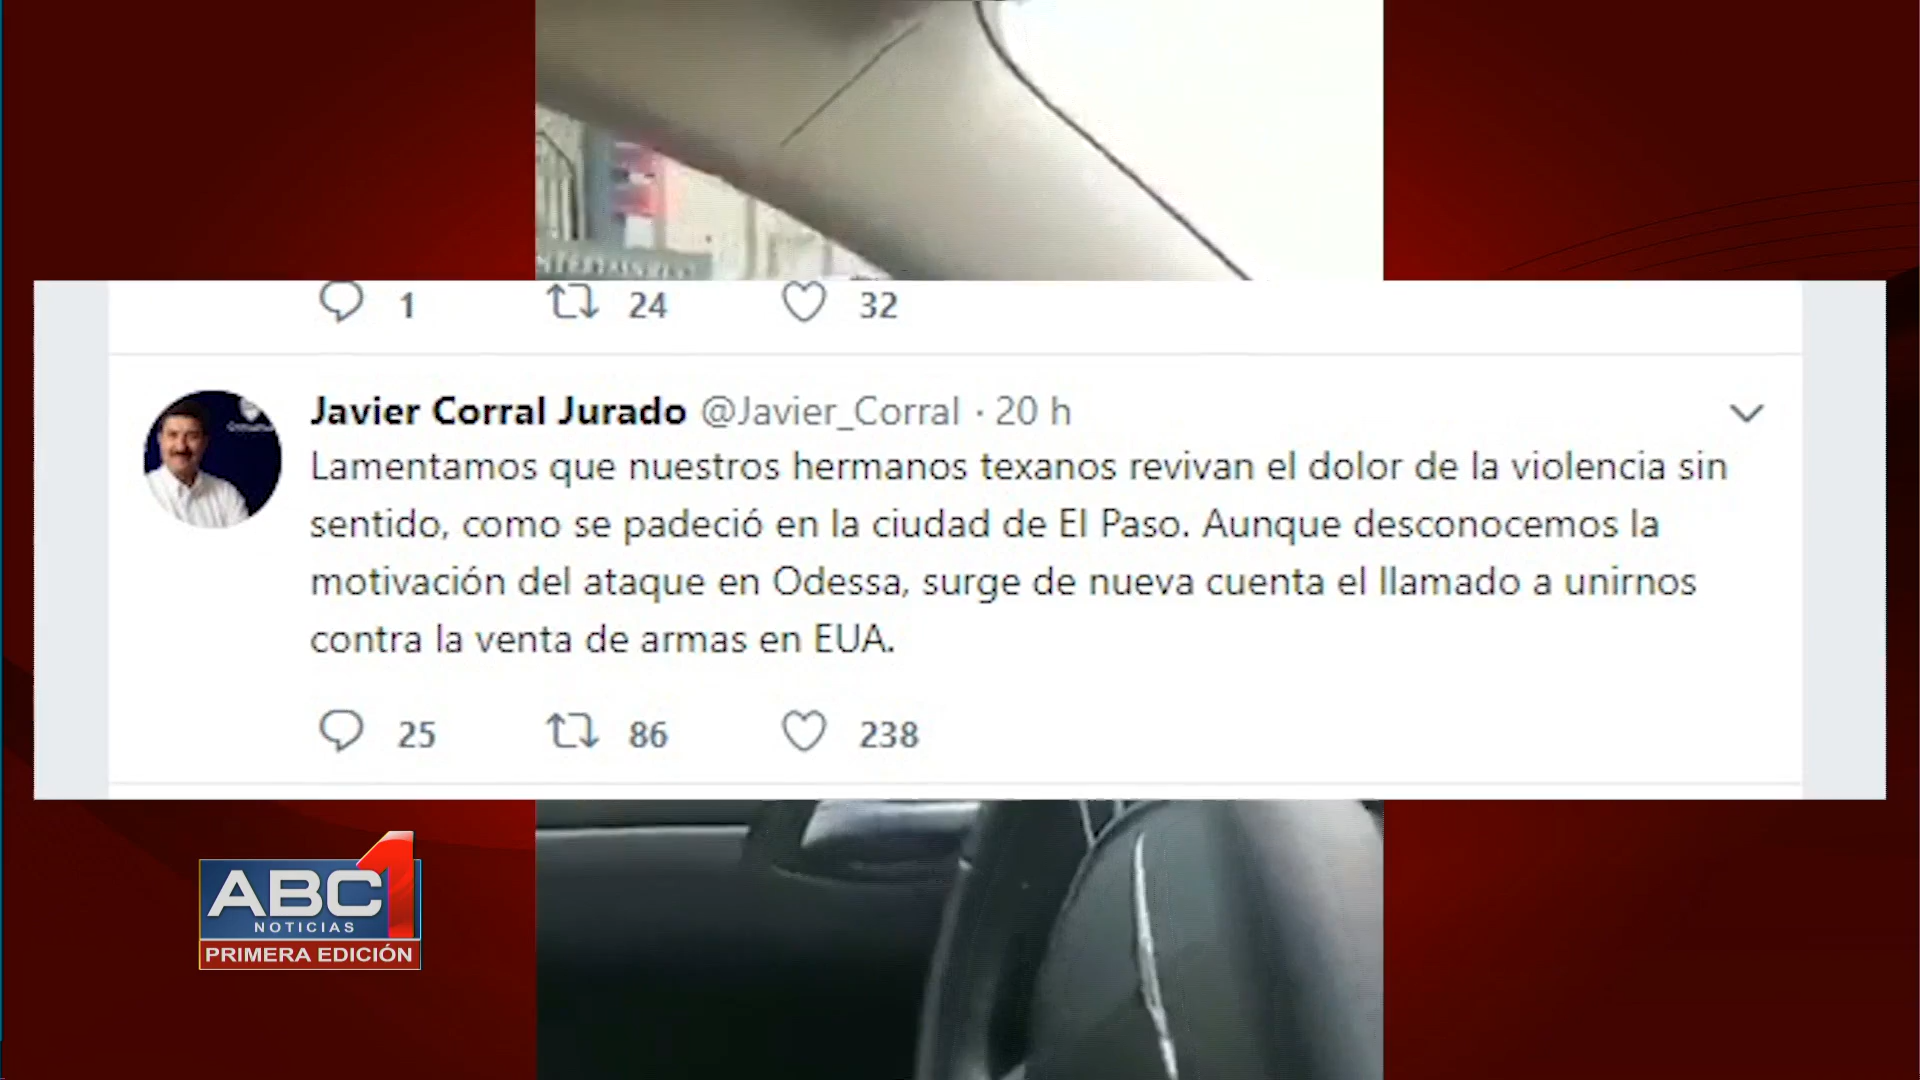 NTERTAINMENT
1 24 32
Javier Corral Jurado @Javier_Corral · 20 h
Lamentamos que nuestros hermanos texanos revivan el dolor de la violencia sin
sentido, como se padeció en la ciudad de El Paso. Aunque desconocemos la
motivación del ataque en Odessa, surge de nueva cuenta el llamado a unirnos
contra la venta de armas en EUA.
25 86 238
ABC1
NOTICIAS
PRIMERA EDICIÓN